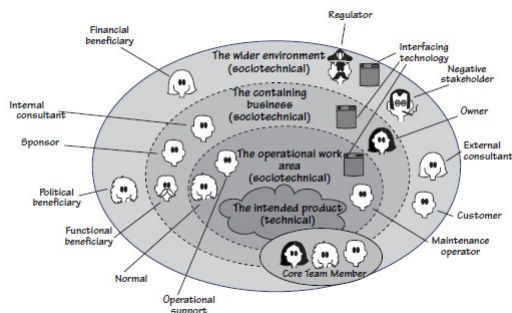 Regulator
Financial
beneficiary
Interfacing
technology
The wider environment
(sociotechnical)
Negative
stakeholder
The containing
business
(sociotechnical)
Internal
consultant
Owner
Sponsor
External
consultant
The operational work
area
(sociotechnical)
Political
beneficiary
The intended product
(technical)
Customer
Functional
beneficiary
Maintenance
operator
Normal
Core Team Member
Operational
support